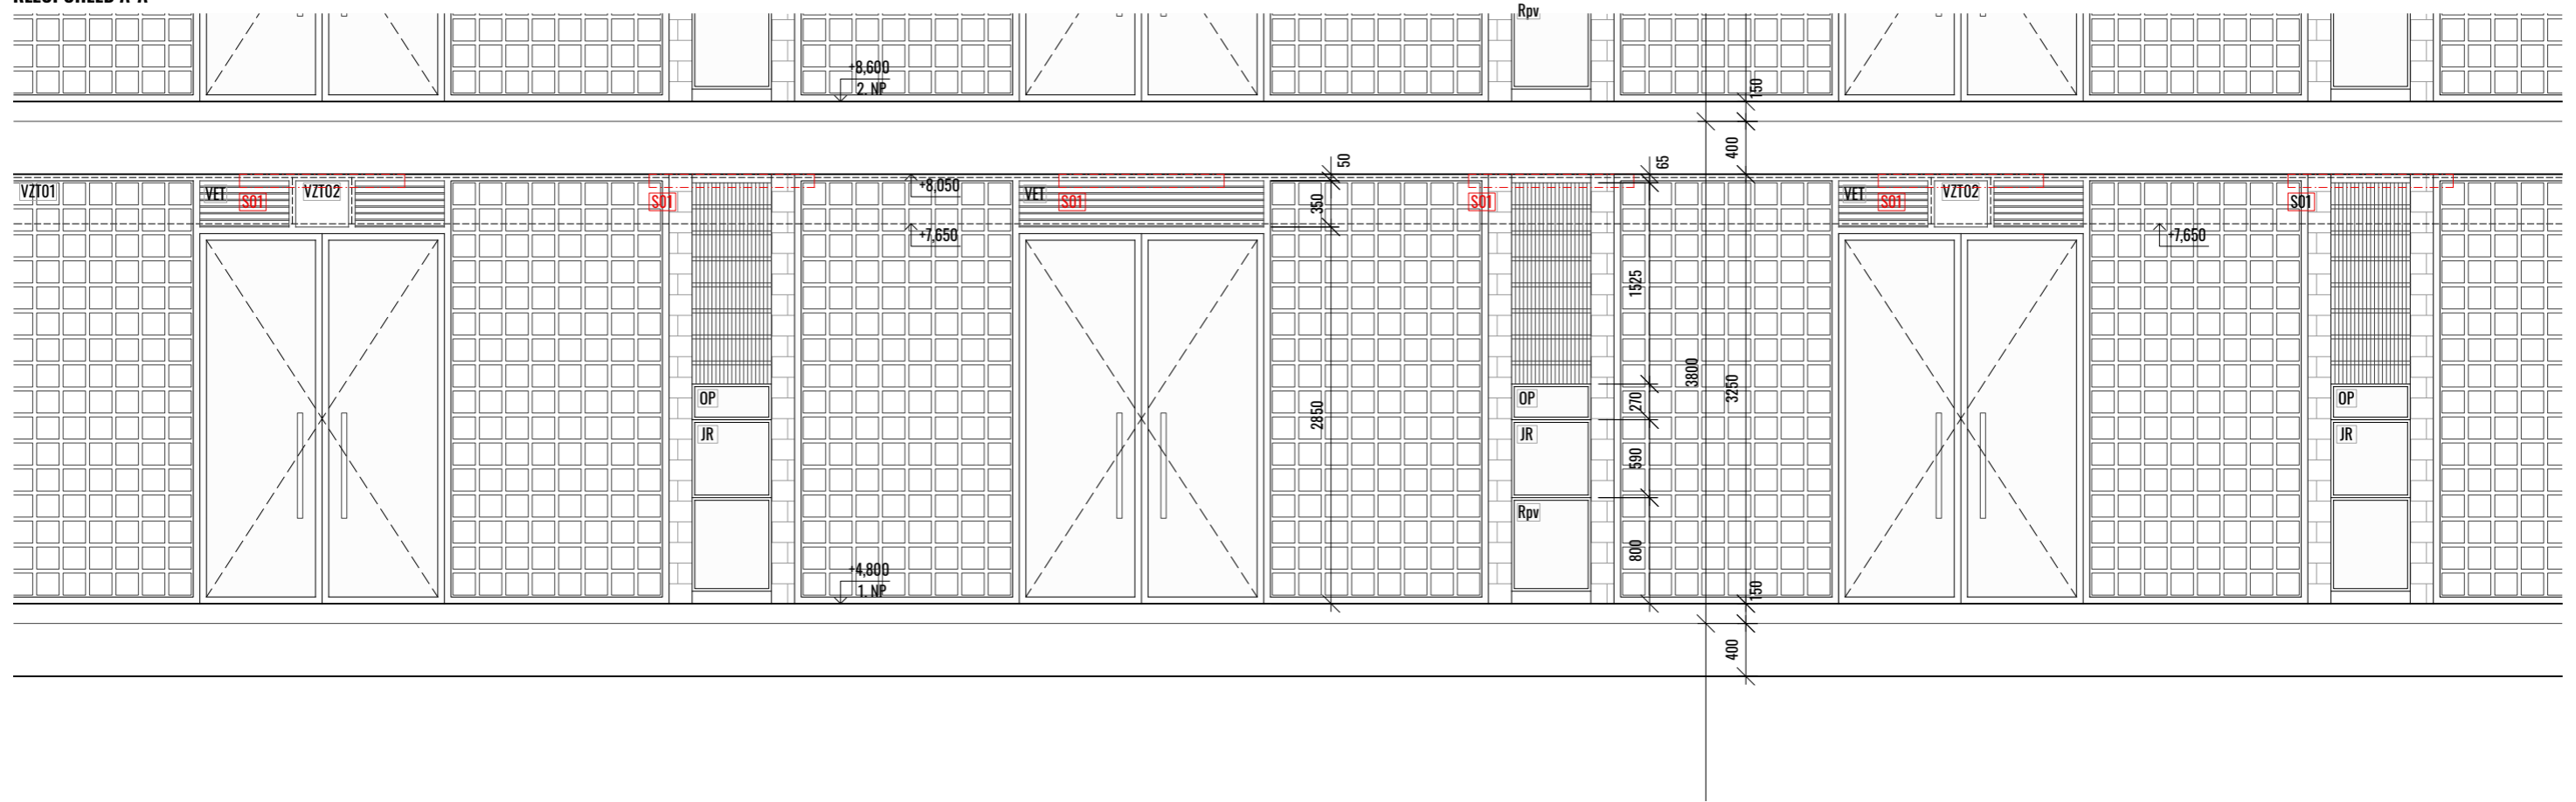 Rpv
+8,600
2. NP
150
400
50
65
VZT01
VET
S01
VZT02
S01
+8,050
VET
S01
350
S01
VET
S01
VZT02
S01
+7,650
+7,650
1525
3800
3250
2850
OP
OP
270
OP
JR
JR
590
JR
Rpv
800
+4,800
1. NP
150
400